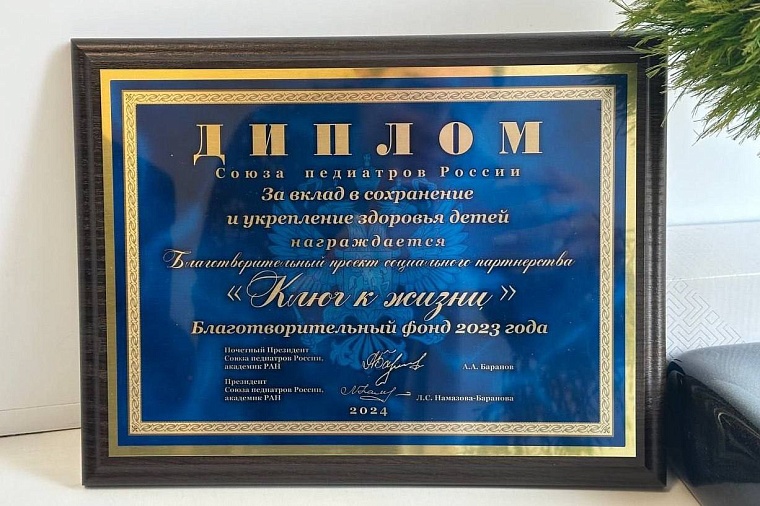 ДИПЛОМ
Союза педиатров России
За вклад в сохранение
и укрепление здоровья детей
награждается
Благотворительный проект социального партнерства
«Ключ к жизни»
Благотворительный фонд 2023 года
Почетный Президент
Союза педиатров России,
академик РАН
А.А. Баранов
Президент
Союза педиатров России,
академик РАН
Л.С. Намазова-Баранова
2024